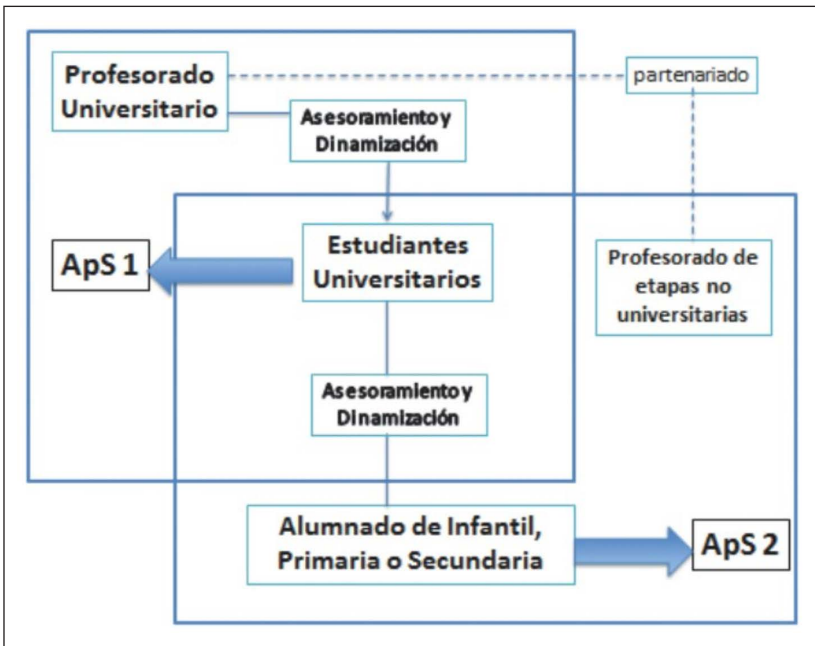 Profesorado
Universitario
partenariado
Asesoramiento y
Dinamización
ApS 1
Estudiantes
Universitarios
Profesorado de
etapas no
universitarias
Asesoramiento y
Dinamización
Alumnado de Infantil,
Primaria o Secundaria
ApS 2